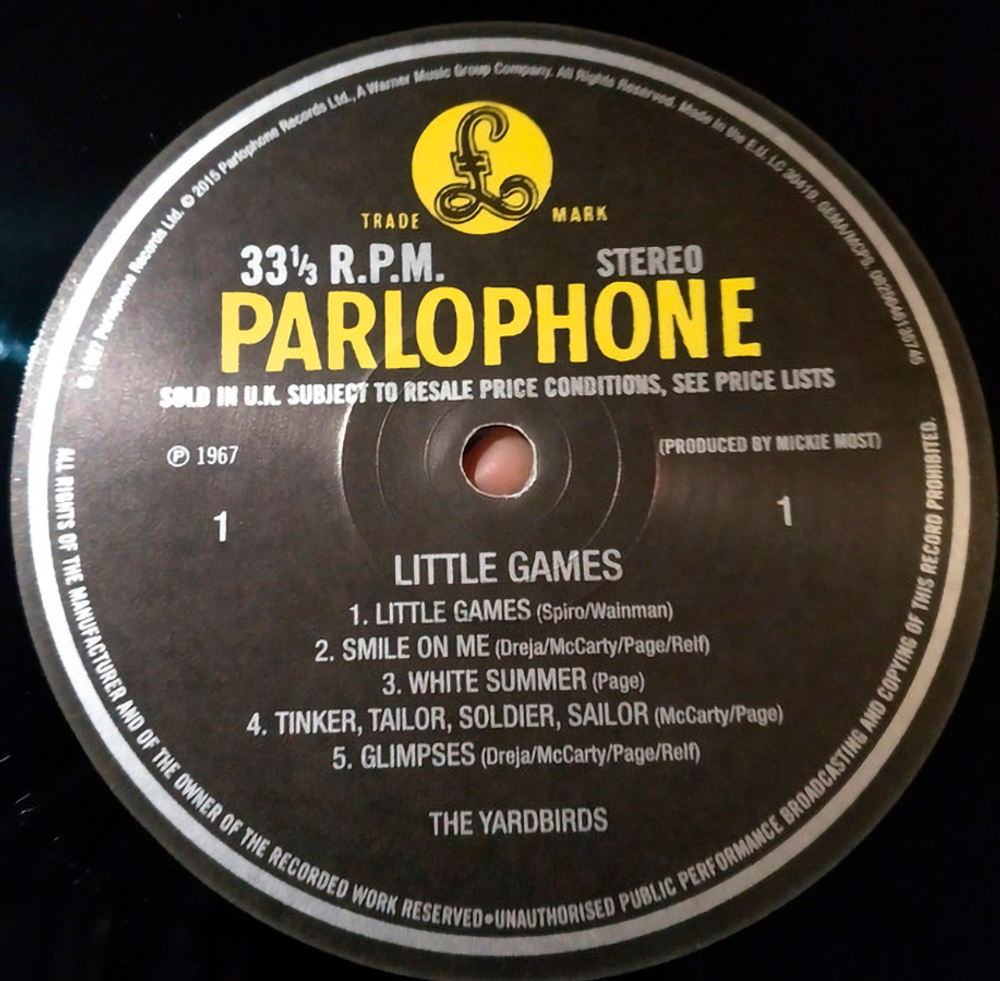 ℗ 1967 Parlophone Records Ltd. © 2015 Parlophone Records Ltd., A Warner Music Group Company. All Rights Reserved. Made in the E.U. LC 30419. GEMA/MCPS.
£
TRADE MARK
33⅓ R.P.M. STEREO
PARLOPHONE
SOLD IN U.K. SUBJECT TO RESALE PRICE CONDITIONS, SEE PRICE LISTS
℗ 1967 (PRODUCED BY MICKIE MOST)
1 1
LITTLE GAMES
1. LITTLE GAMES (Spiro/Wainman)
2. SMILE ON ME (Dreja/McCarty/Page/Relf)
3. WHITE SUMMER (Page)
4. TINKER, TAILOR, SOLDIER, SAILOR (McCarty/Page)
5. GLIMPSES (Dreja/McCarty/Page/Relf)
THE YARDBIRDS
ALL RIGHTS OF THE MANUFACTURER AND OF THE OWNER OF THE RECORDED WORK RESERVED•UNAUTHORISED PUBLIC PERFORMANCE BROADCASTING AND COPYING OF THIS RECORD PROHIBITED.